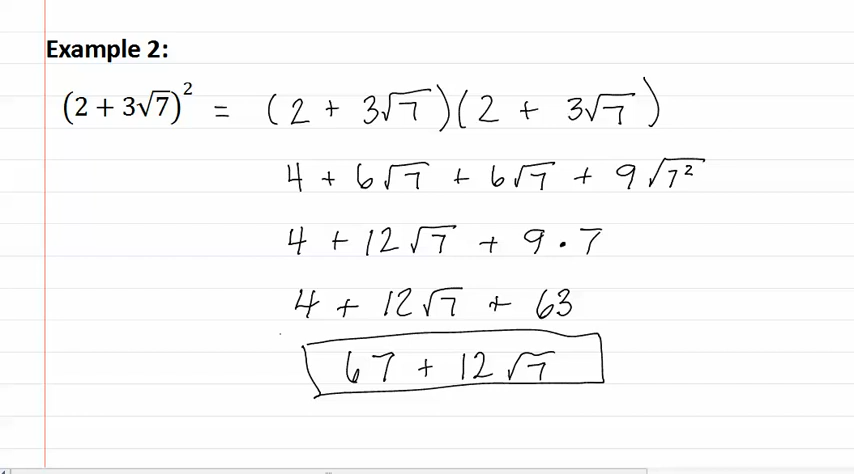 Example 2:
(2 + 3√7)² = (2 + 3√7)(2 + 3√7)
4 + 6√7 + 6√7 + 9√7²
4 + 12√7 + 9 · 7
4 + 12√7 + 63
67 + 12√7